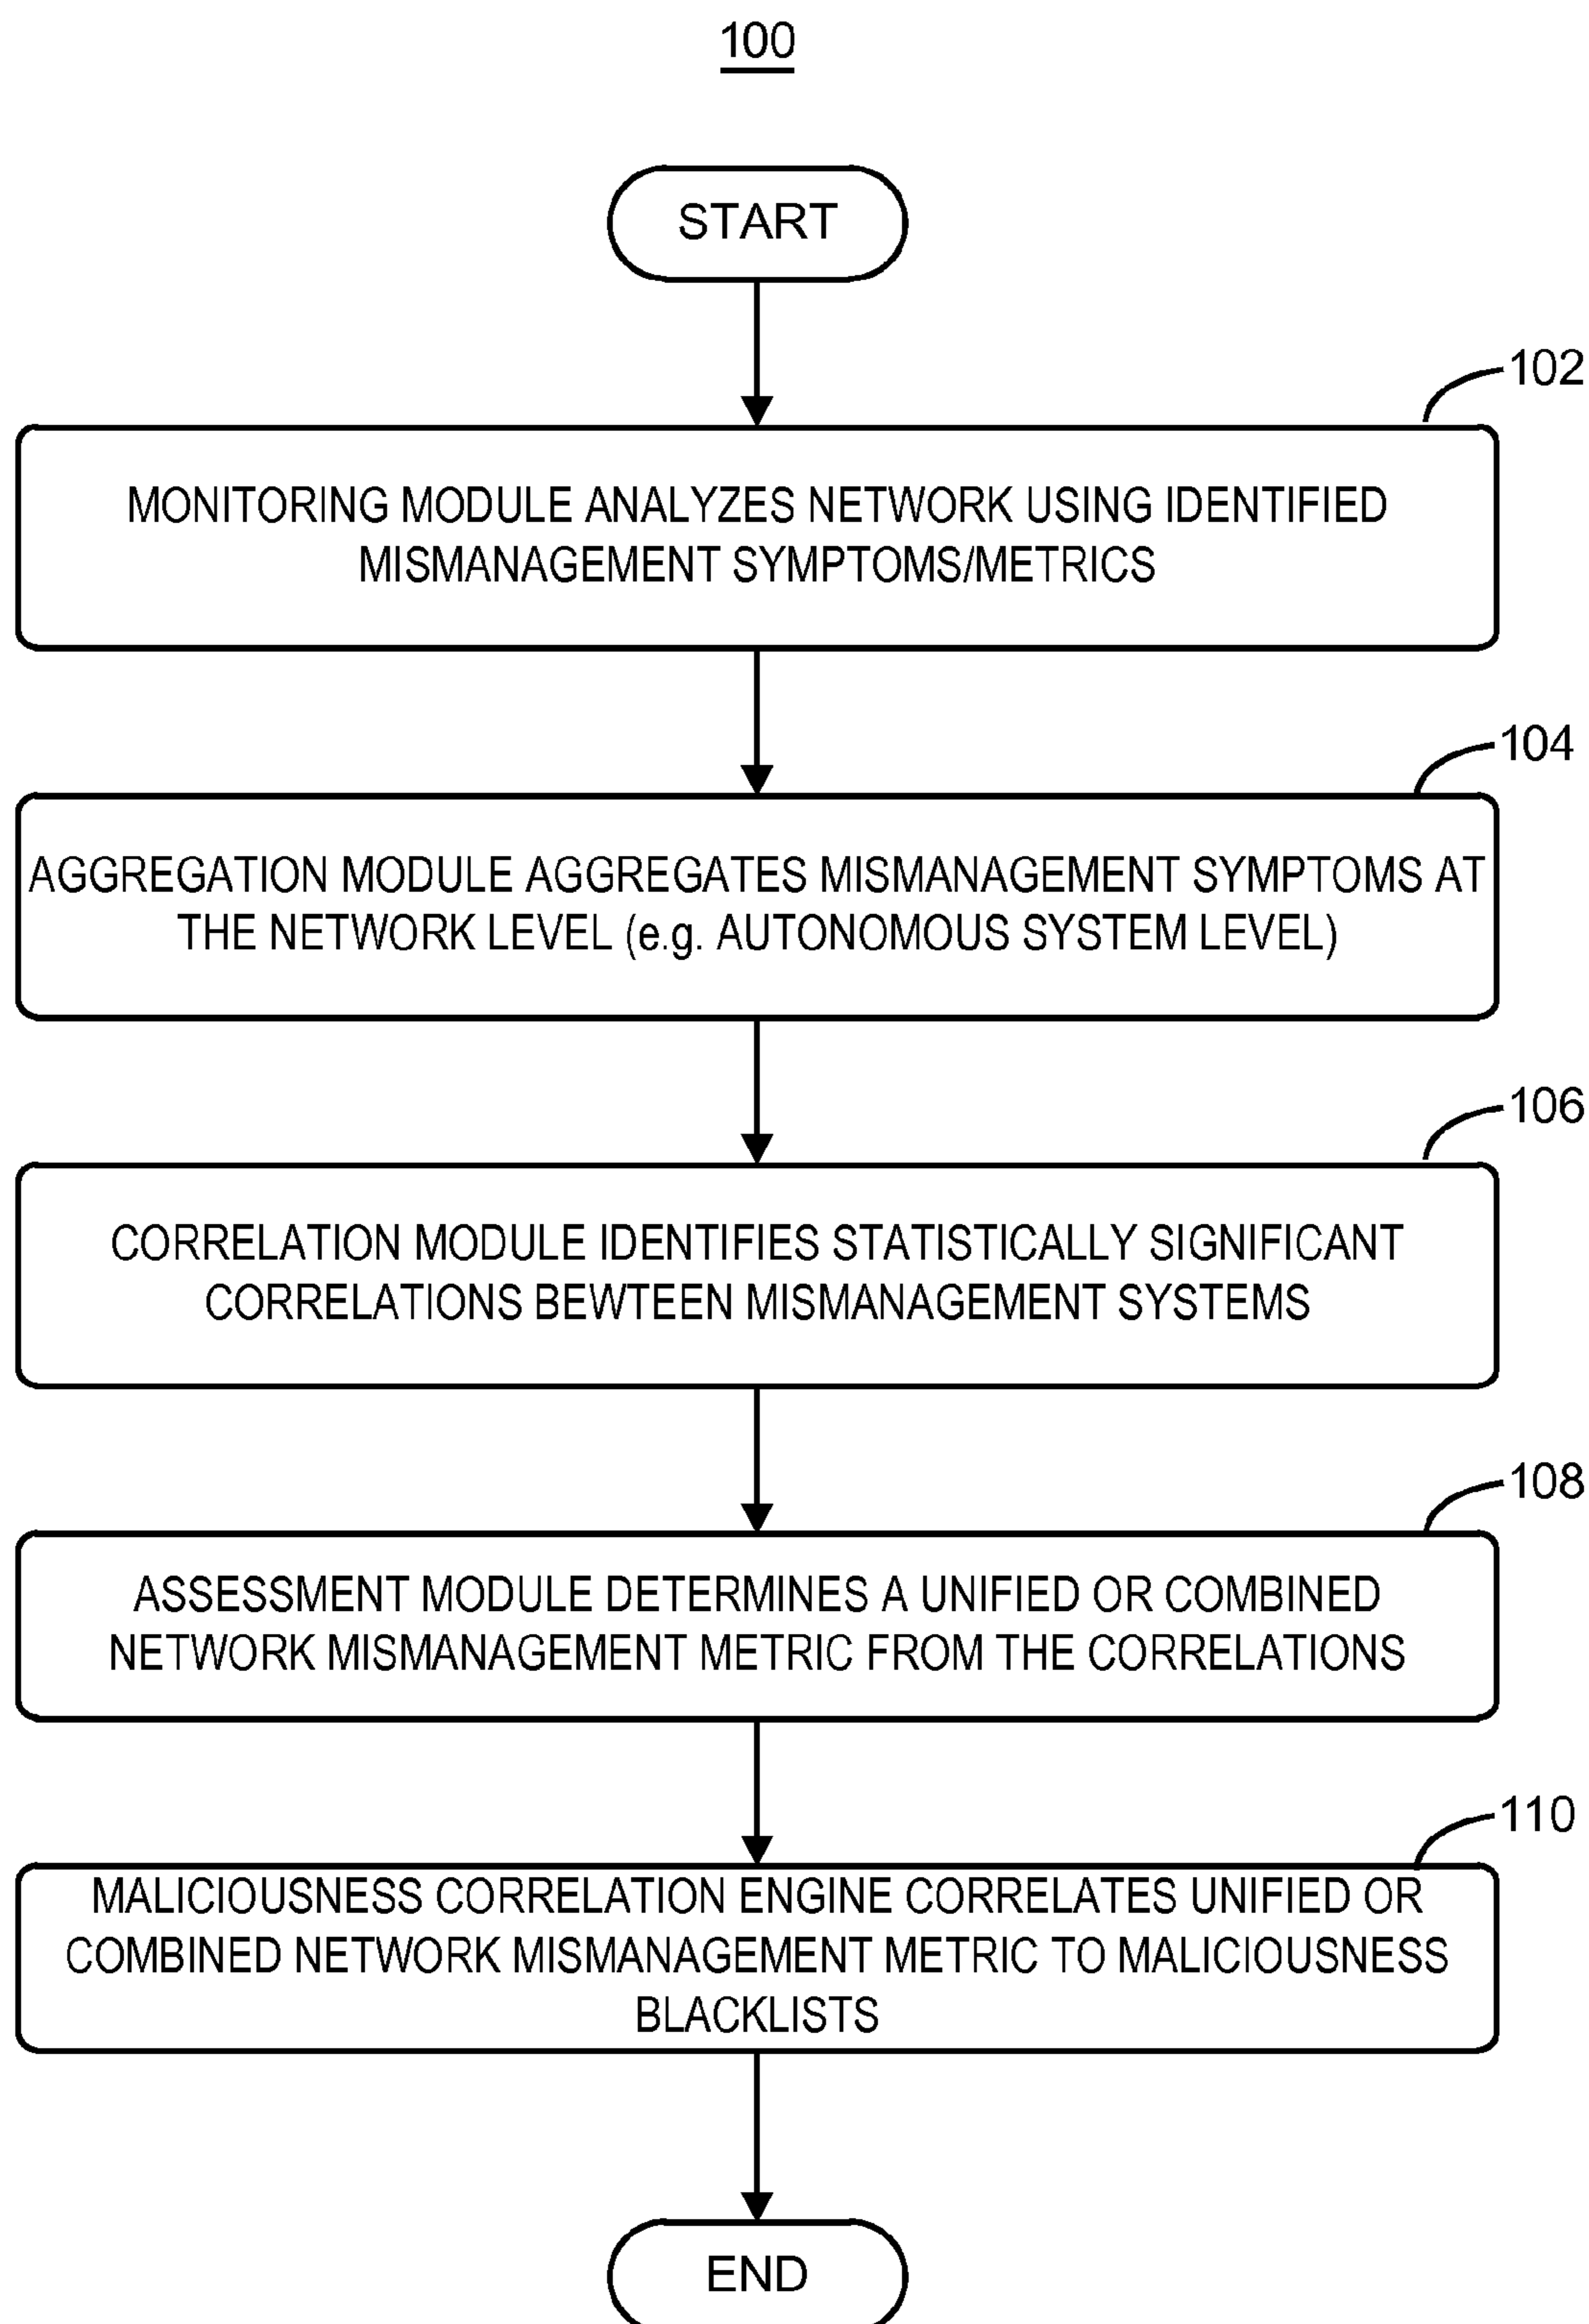 100
START
102
MONITORING MODULE ANALYZES NETWORK USING IDENTIFIED
MISMANAGEMENT SYMPTOMS/METRICS
104
AGGREGATION MODULE AGGREGATES MISMANAGEMENT SYMPTOMS AT
THE NETWORK LEVEL (e.g. AUTONOMOUS SYSTEM LEVEL)
106
CORRELATION MODULE IDENTIFIES STATISTICALLY SIGNIFICANT
CORRELATIONS BEWTEEN MISMANAGEMENT SYSTEMS
108
ASSESSMENT MODULE DETERMINES A UNIFIED OR COMBINED
NETWORK MISMANAGEMENT METRIC FROM THE CORRELATIONS
110
MALICIOUSNESS CORRELATION ENGINE CORRELATES UNIFIED OR
COMBINED NETWORK MISMANAGEMENT METRIC TO MALICIOUSNESS
BLACKLISTS
END